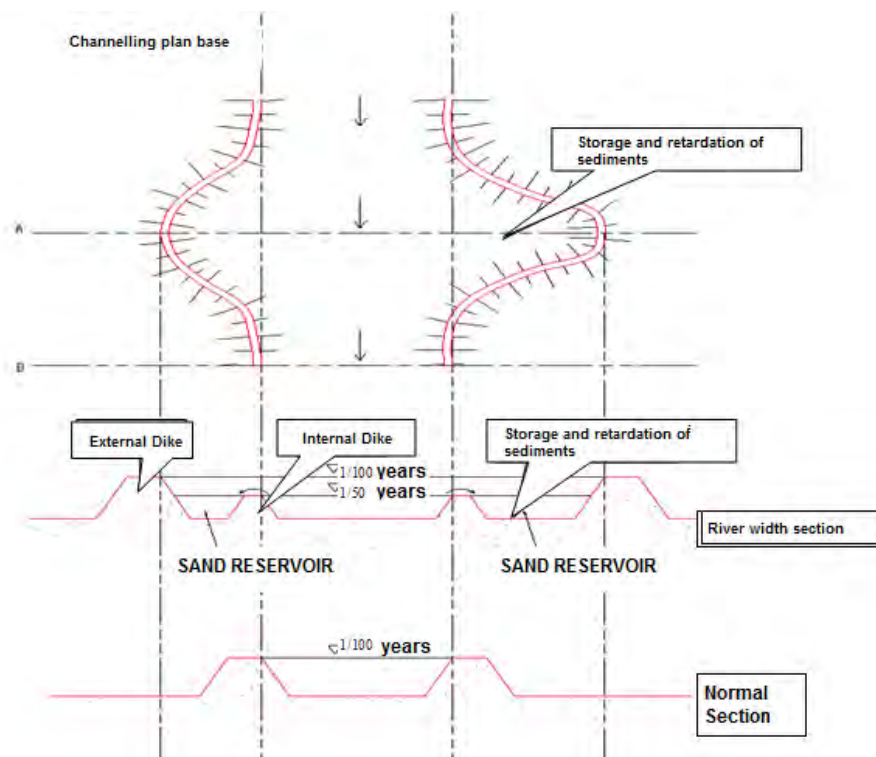 Channelling plan base
Storage and retardation of
sediments
A
External Dike
Internal Dike
Storage and retardation of
sediments
1/100 years
1/50 years
River width section
SAND RESERVOIR
SAND RESERVOIR
1/100 years
Normal
Section